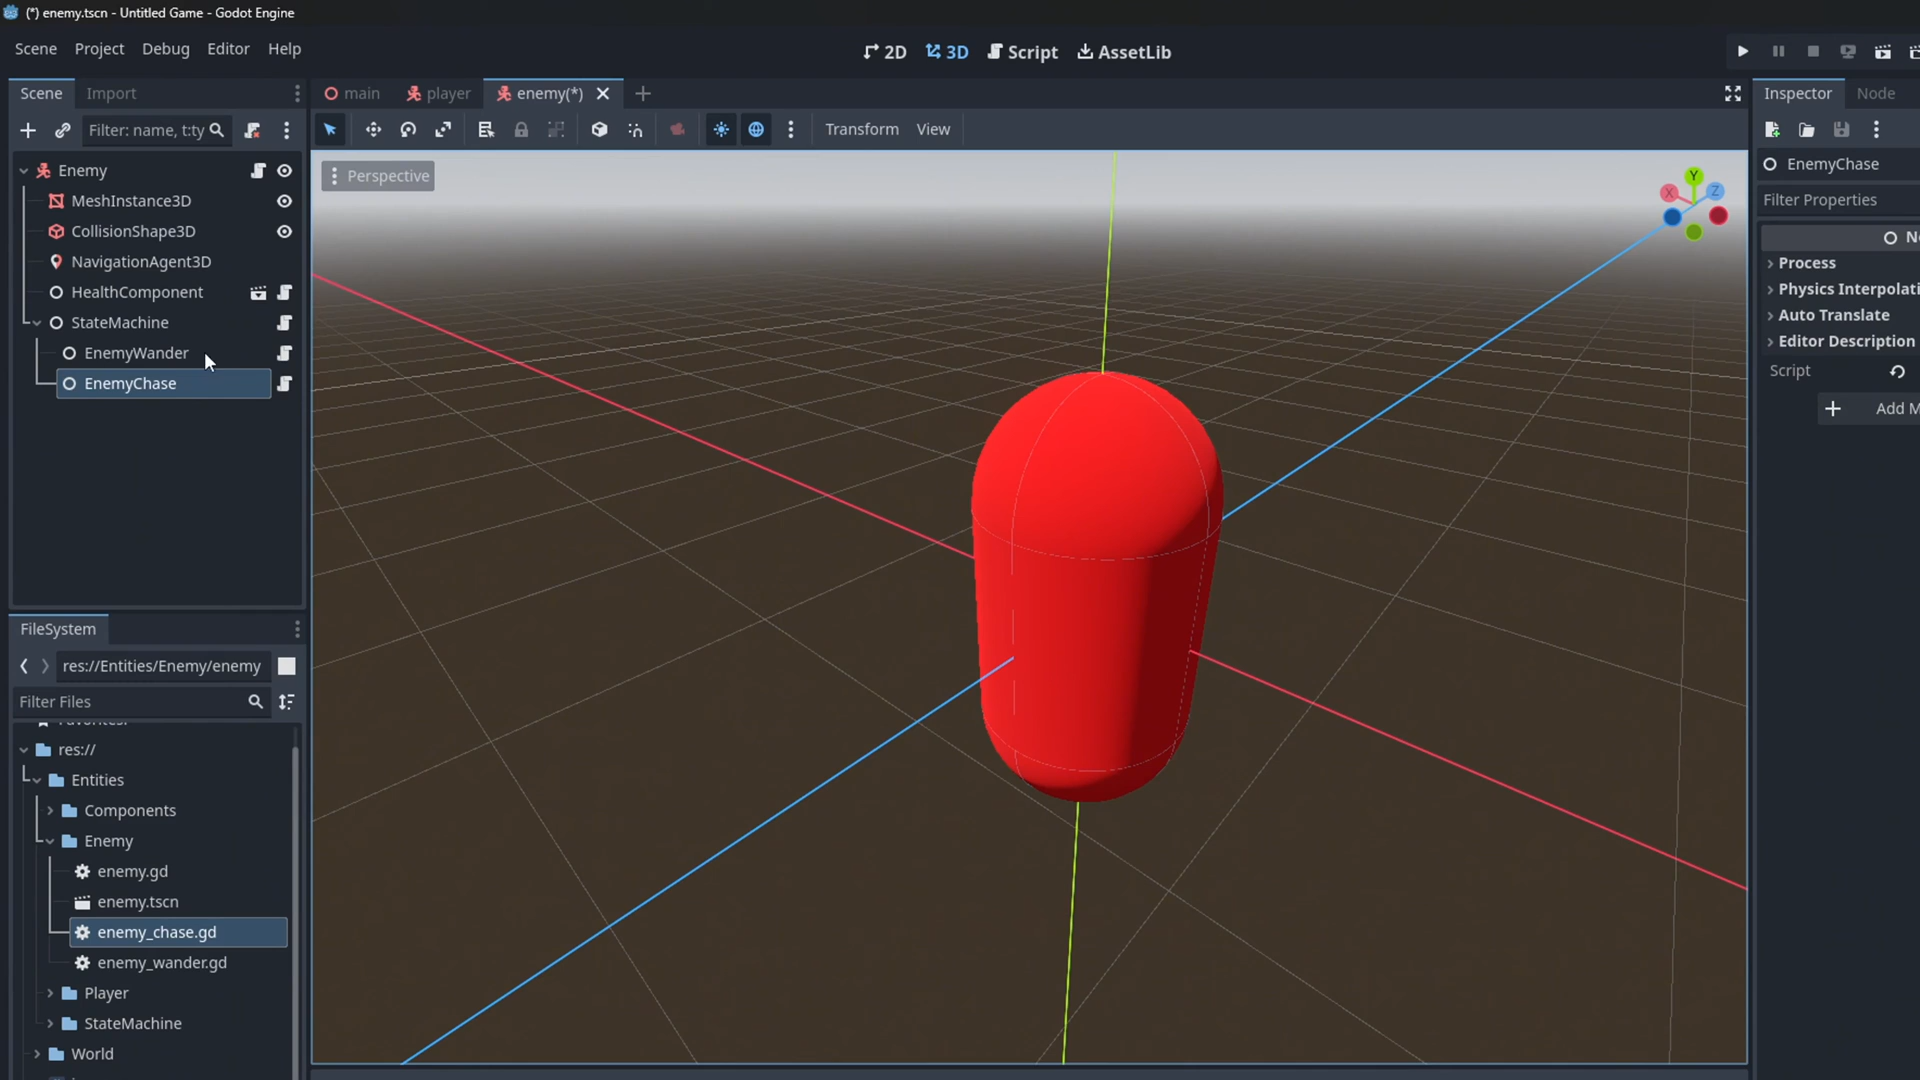 (*) enemy.tscn - Untitled Game - Godot Engine
Scene Project Debug Editor Help
2D 3D Script AssetLib
Scene Import
main player enemy(*)
Inspector Node
Filter: name, t:ty
Transform View
Perspective
Enemy
MeshInstance3D
CollisionShape3D
NavigationAgent3D
HealthComponent
StateMachine
EnemyWander
EnemyChase
X Y Z
EnemyChase
Filter Properties
Process
Physics Interpolati
Auto Translate
Editor Description
Script
Add M
FileSystem
res://Entities/Enemy/enemy
Filter Files
Favorites:
res://
Entities
Components
Enemy
enemy.gd
enemy.tscn
enemy_chase.gd
enemy_wander.gd
Player
StateMachine
World